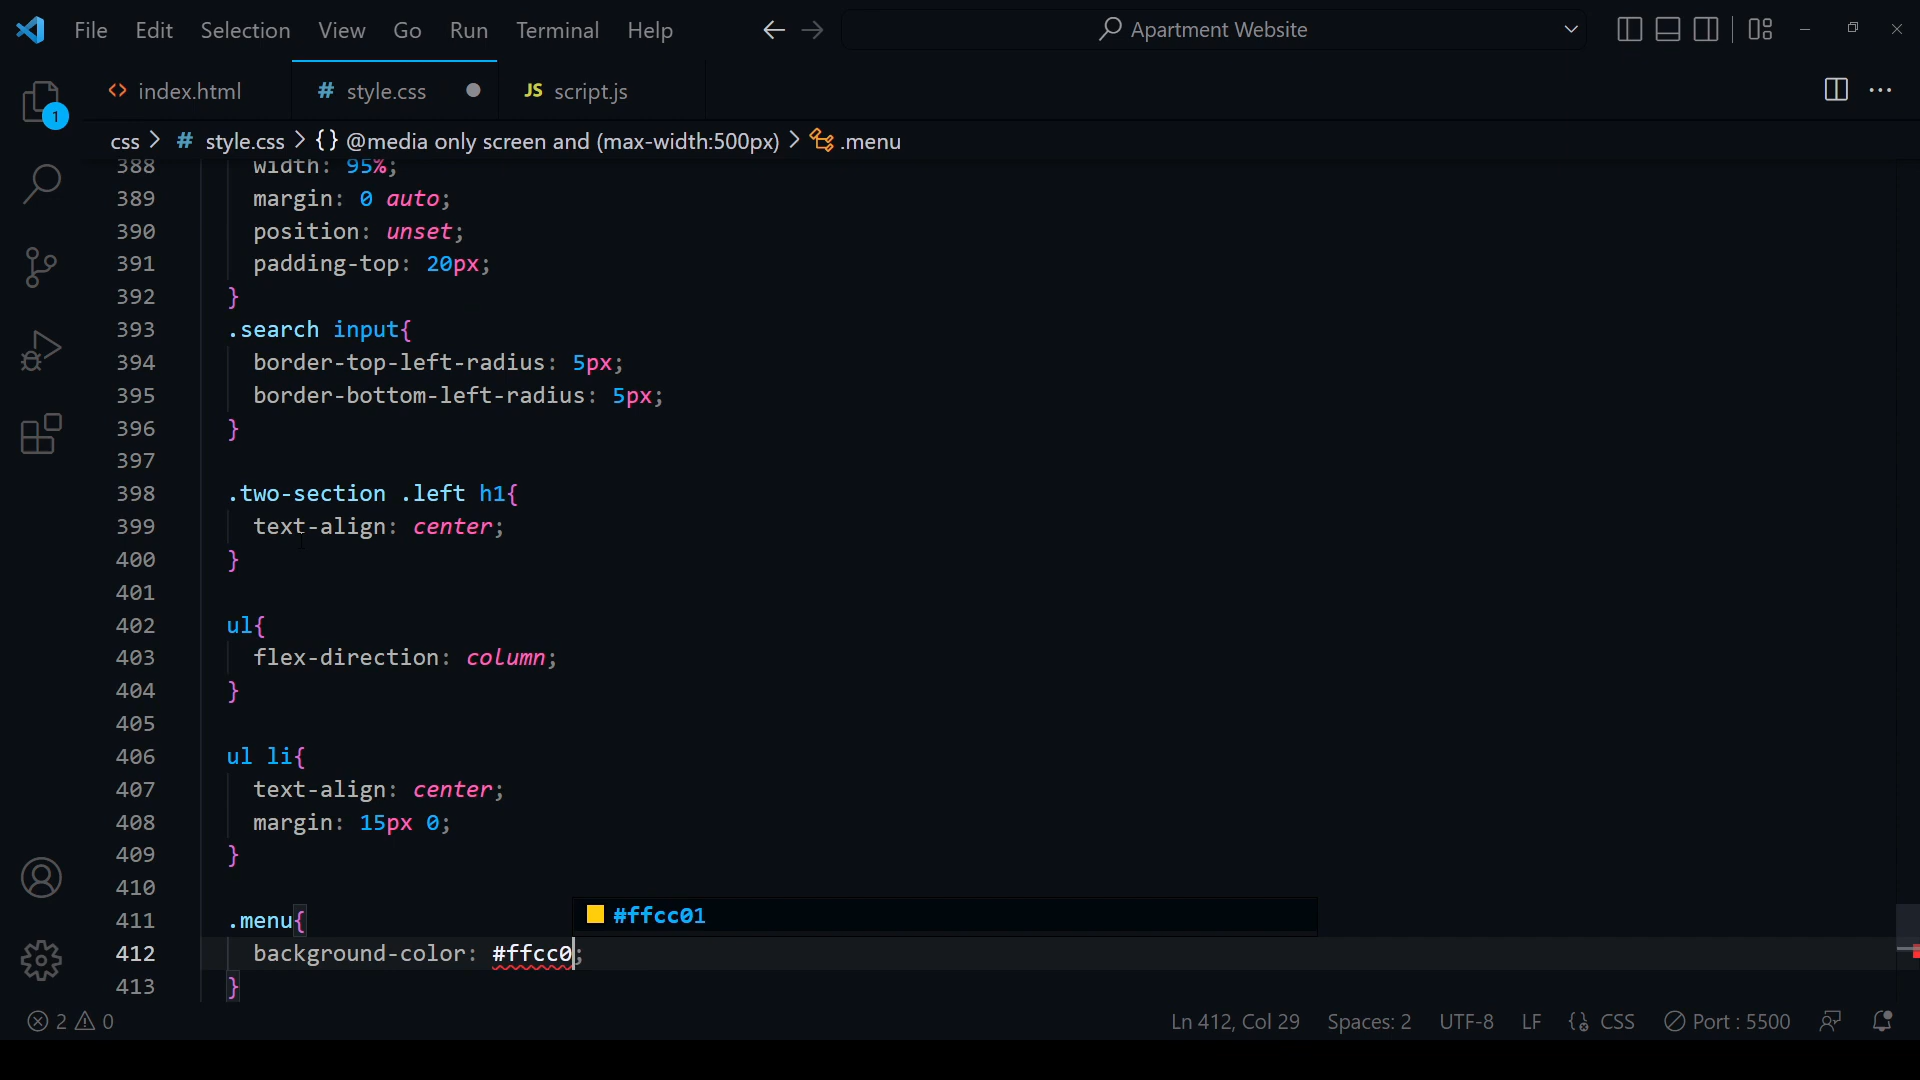 File Edit Selection View Go Run Terminal Help Apartment Website
index.html # style.css JS script.js
css > # style.css > {} @media only screen and (max-width:500px) > .menu
388 width: 95%;
389 margin: 0 auto;
390 position: unset;
391 padding-top: 20px;
392 }
393 .search input{
394 border-top-left-radius: 5px;
395 border-bottom-left-radius: 5px;
396 }
397
398 .two-section .left h1{
399 text-align: center;
400 }
401
402 ul{
403 flex-direction: column;
404 }
405
406 ul li{
407 text-align: center;
408 margin: 15px 0;
409 }
410
#ffcc01
411 .menu{
412 background-color: #ffcc0;
413 }
1
2 0 Ln 412, Col 29 Spaces: 2 UTF-8 LF {} CSS Port : 5500